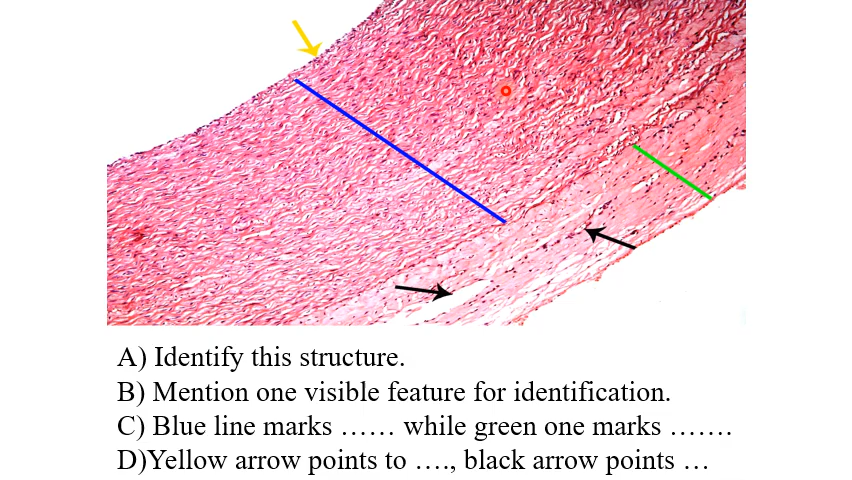 A) Identify this structure.
B) Mention one visible feature for identification.
C) Blue line marks …… while green one marks …….
D)Yellow arrow points to …., black arrow points …